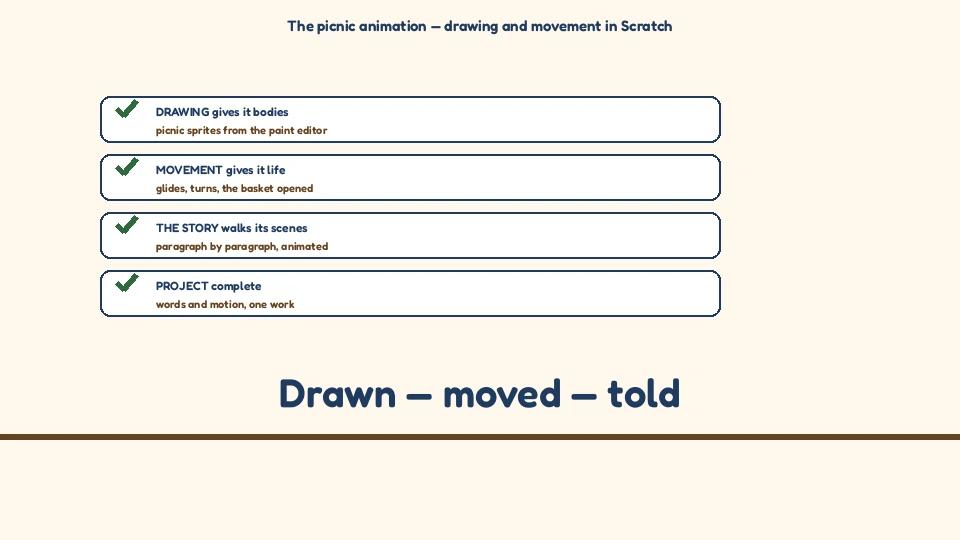 The picnic animation — drawing and movement in Scratch
DRAWING gives it bodies
picnic sprites from the paint editor
MOVEMENT gives it life
glides, turns, the basket opened
THE STORY walks its scenes
paragraph by paragraph, animated
PROJECT complete
words and motion, one work
Drawn — moved — told